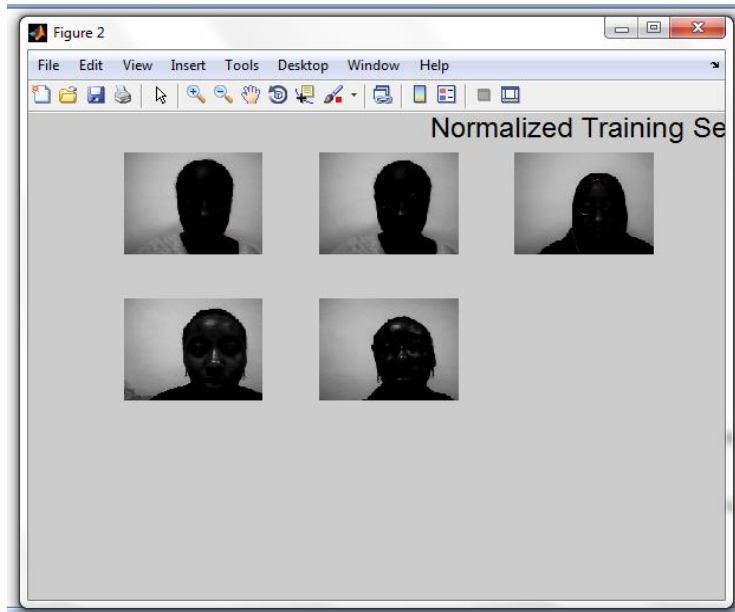 Figure 2
File Edit View Insert Tools Desktop Window Help
Normalized Training Se